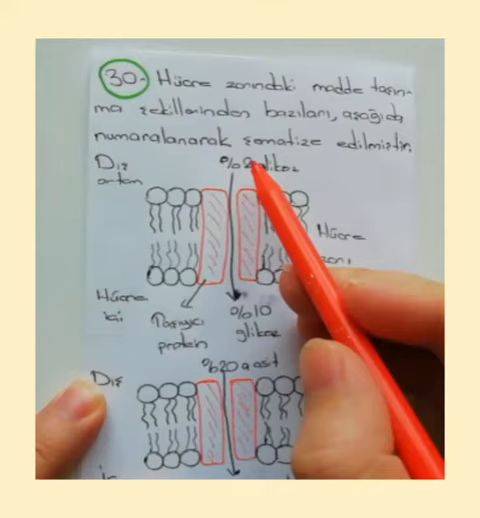 30. Hücre zarındaki madde taşın-
ma şekillerinden bazıları, aşağıda
numaralanarak şematize edilmiştir.
Dış
ortam
Hücre
Hücre
içi
Taşıyıcı
protein
%10
glikoz
%20
Dış